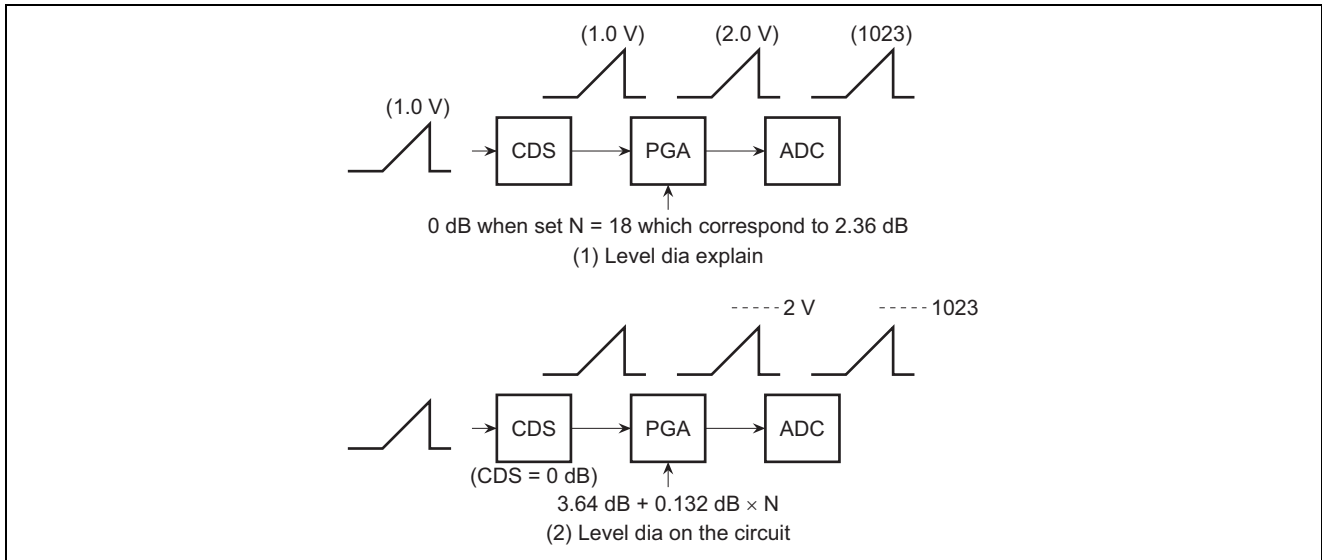 (1.0 V) (2.0 V) (1023)
(1.0 V)
CDS PGA ADC
0 dB when set N = 18 which correspond to 2.36 dB
(1) Level dia explain
2 V 1023
CDS PGA ADC
(CDS = 0 dB)
3.64 dB + 0.132 dB × N
(2) Level dia on the circuit